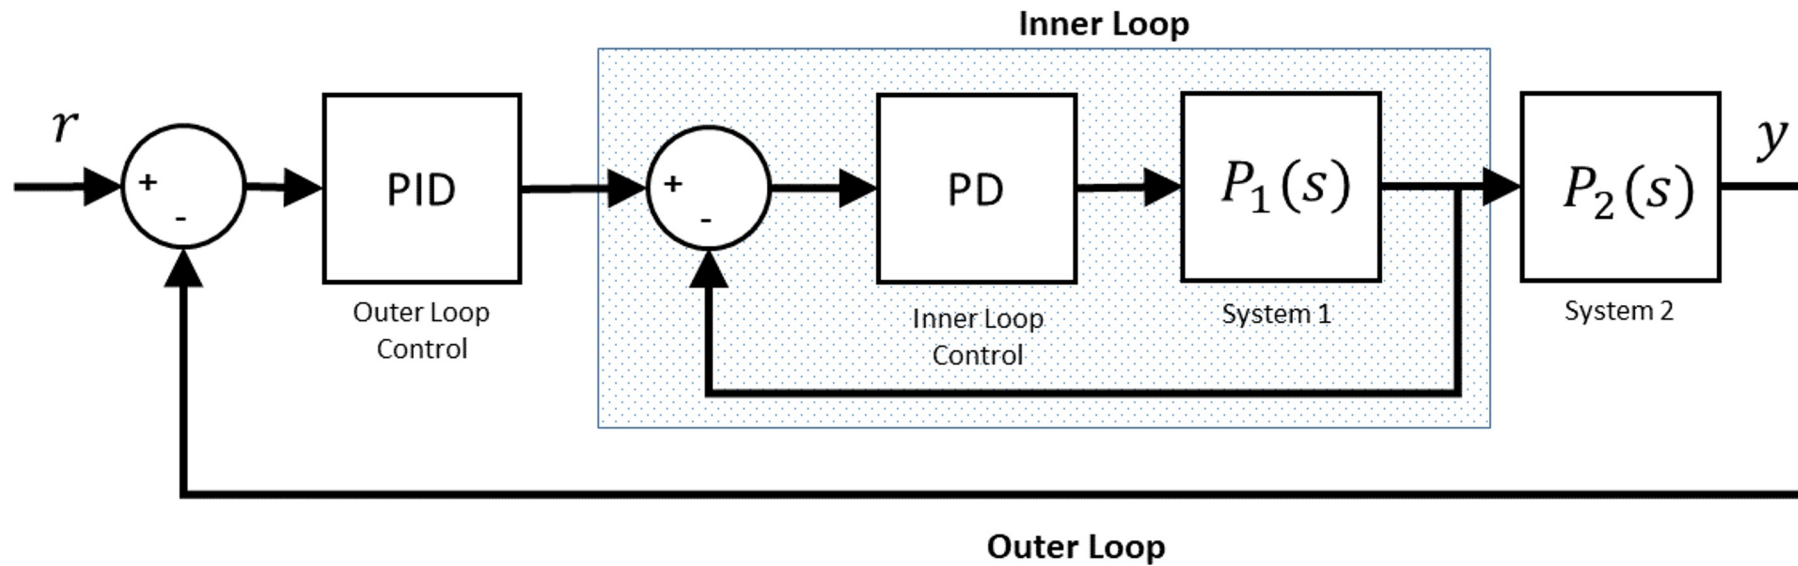 Inner Loop
r
+
-
PID
Outer Loop
Control
+
-
PD
Inner Loop
Control
P₁(s)
System 1
P₂(s)
System 2
y
Outer Loop